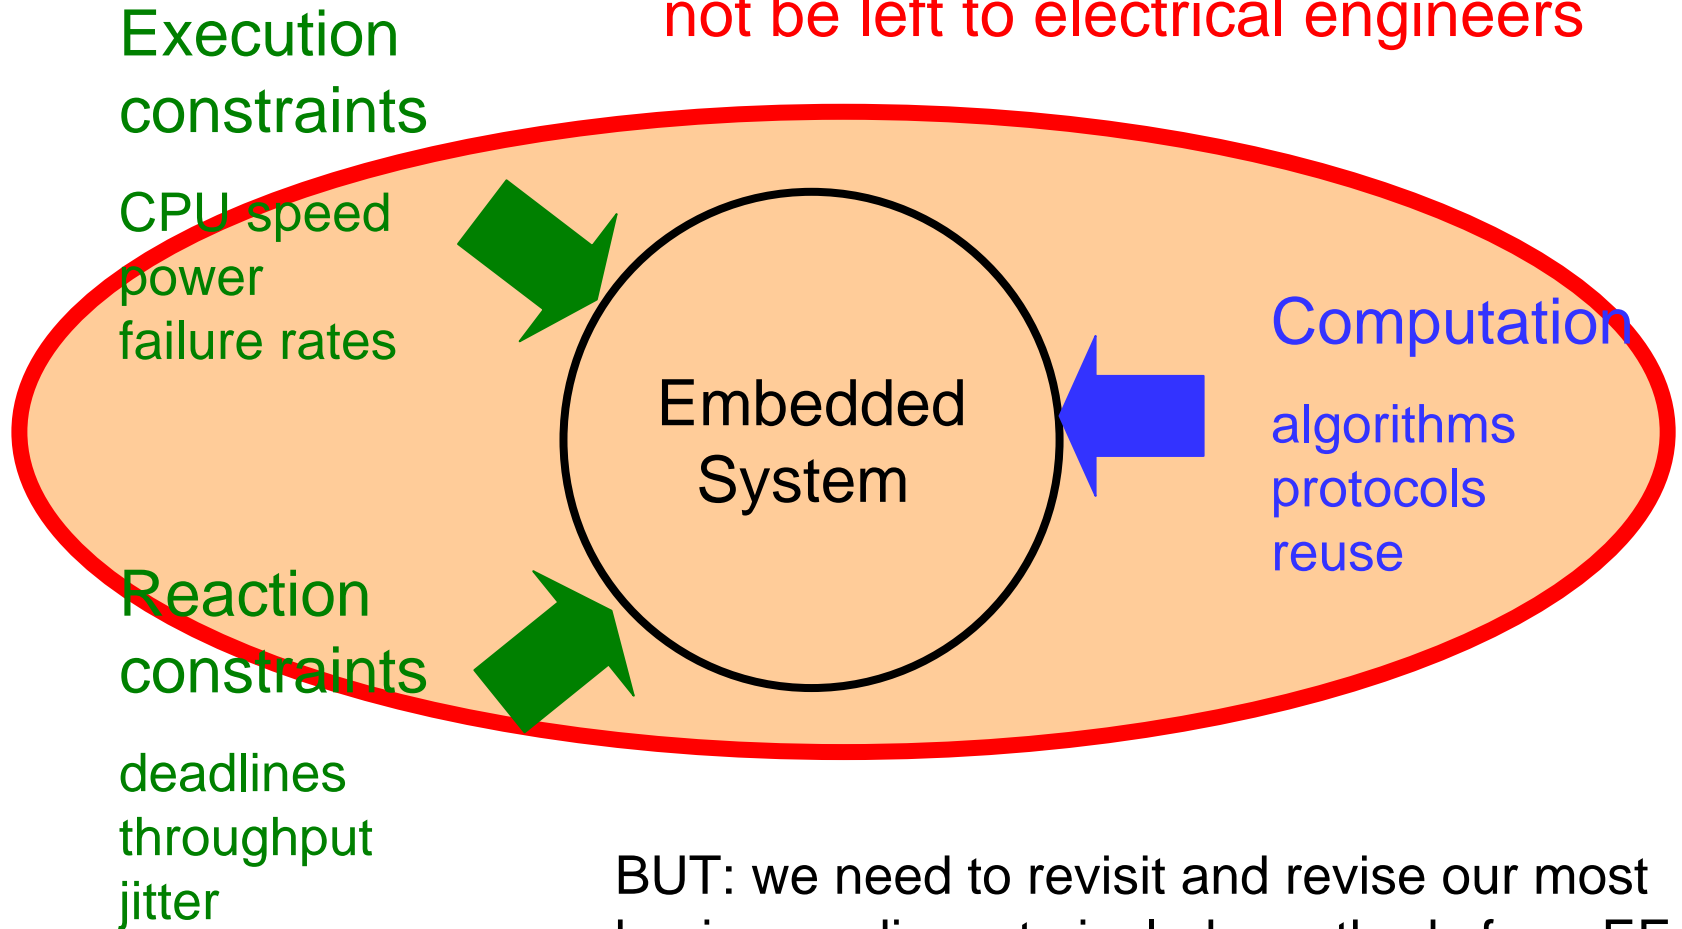 not be left to electrical engineers
Execution
constraints
CPU speed
power
failure rates
Embedded
System
Computation
algorithms
protocols
reuse
Reaction
constraints
deadlines
throughput
jitter
BUT: we need to revisit and revise our most